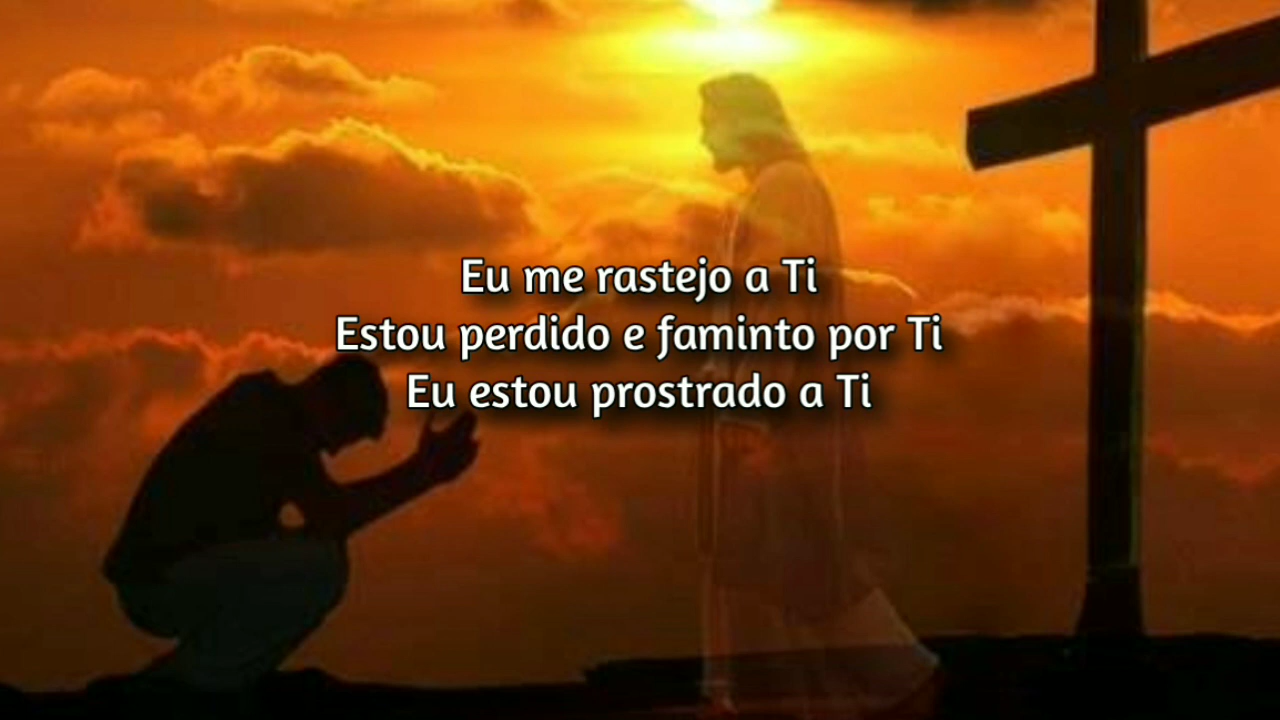 Eu me rastejo a Ti
Estou perdido e faminto por Ti
Eu estou prostrado a Ti